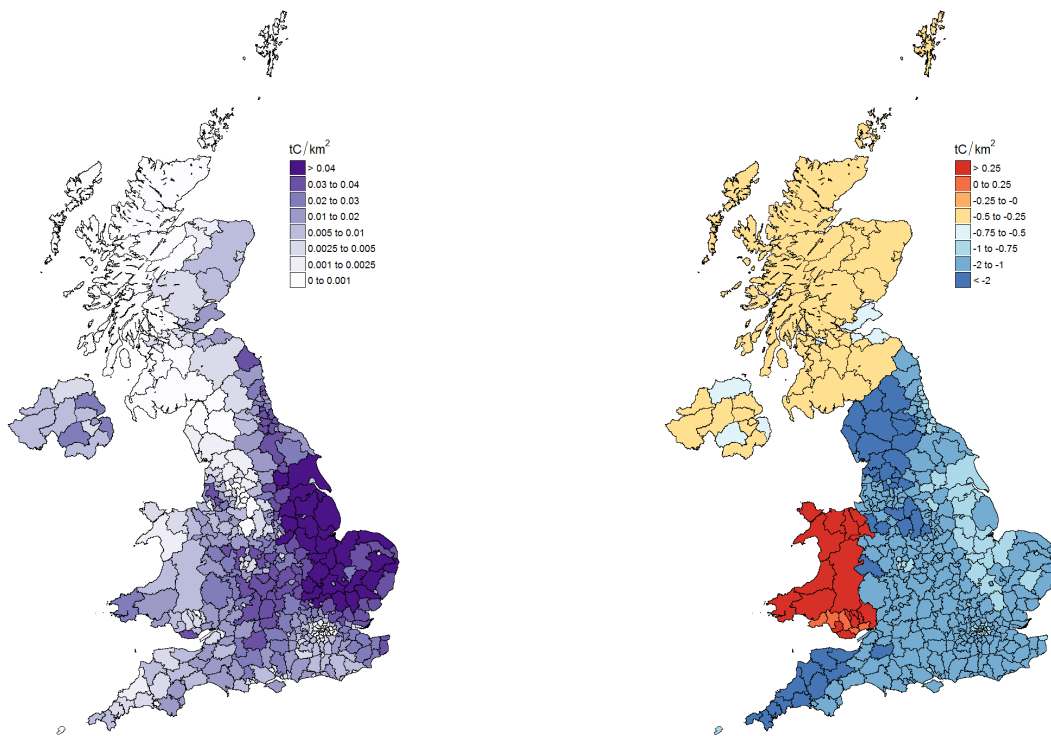 tC/km²
> 0.04
0.03 to 0.04
0.02 to 0.03
0.01 to 0.02
0.005 to 0.01
0.0025 to 0.005
0.001 to 0.0025
0 to 0.001
tC/km²
> 0.25
0 to 0.25
-0.25 to -0
-0.5 to -0.25
-0.75 to -0.5
-1 to -0.75
-2 to -1
< -2